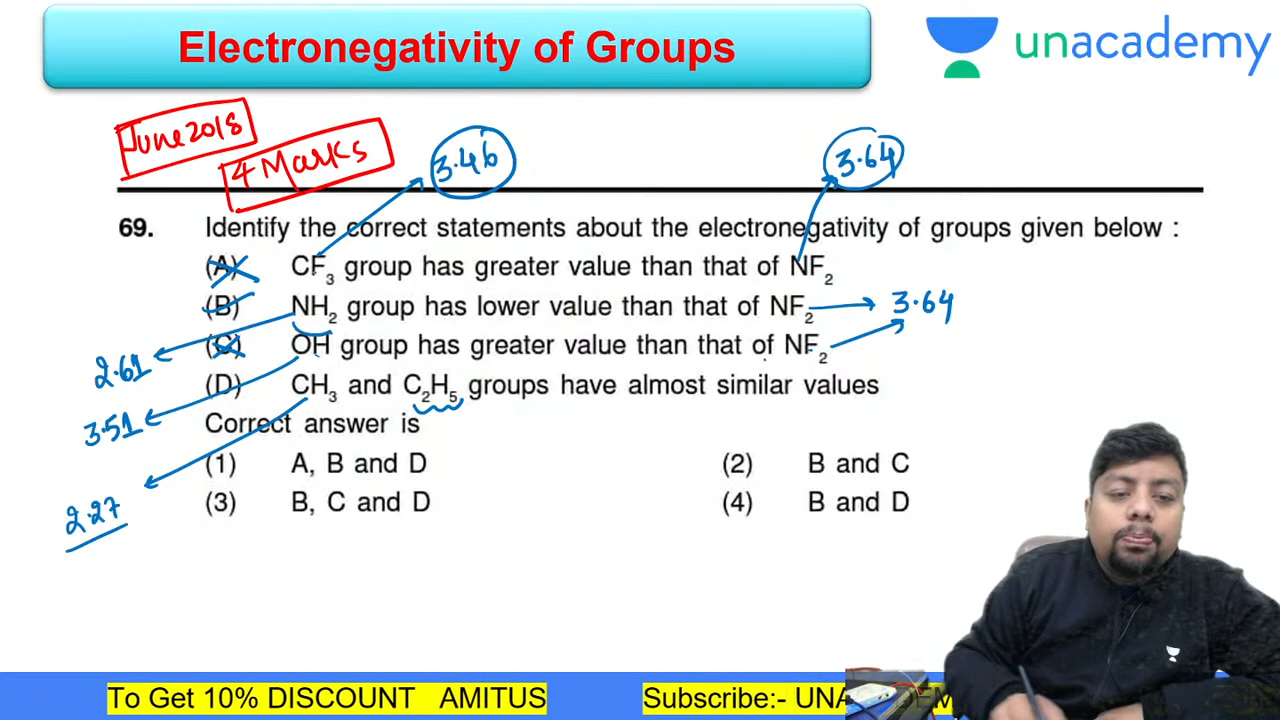 Electronegativity of Groups
unacademy
June 2018
4 Marks
3.46
3.64
69. Identify the correct statements about the electronegativity of groups given below :
(A) CF₃ group has greater value than that of NF₂
(B) NH₂ group has lower value than that of NF₂ 3.64
2.61
(C) OH group has greater value than that of NF₂
(D) CH₃ and C₂H₅ groups have almost similar values
3.51
Correct answer is
(1) A, B and D (2) B and C
(3) B, C and D (4) B and D
2.27
To Get 10% DISCOUNT AMITUS Subscribe:-